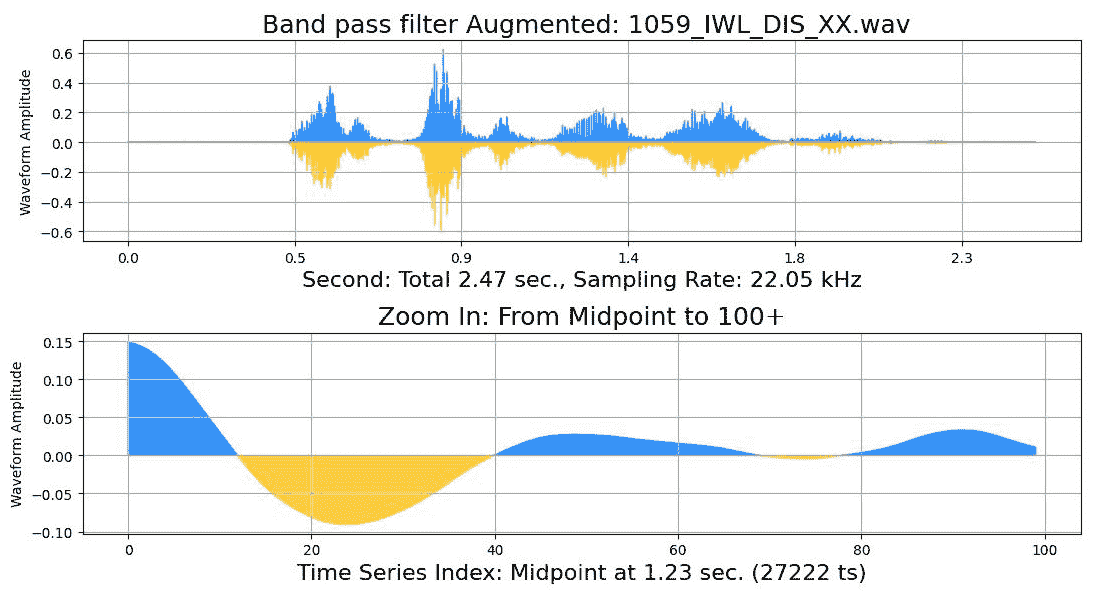 Band pass filter Augmented: 1059_IWL_DIS_XX.wav
Waveform Amplitude
0.6
0.4
0.2
0.0
−0.2
−0.4
−0.6
0.0 0.5 0.9 1.4 1.8 2.3
Second: Total 2.47 sec., Sampling Rate: 22.05 kHz
Zoom In: From Midpoint to 100+
Waveform Amplitude
0.15
0.10
0.05
0.00
−0.05
−0.10
0 20 40 60 80 100
Time Series Index: Midpoint at 1.23 sec. (27222 ts)